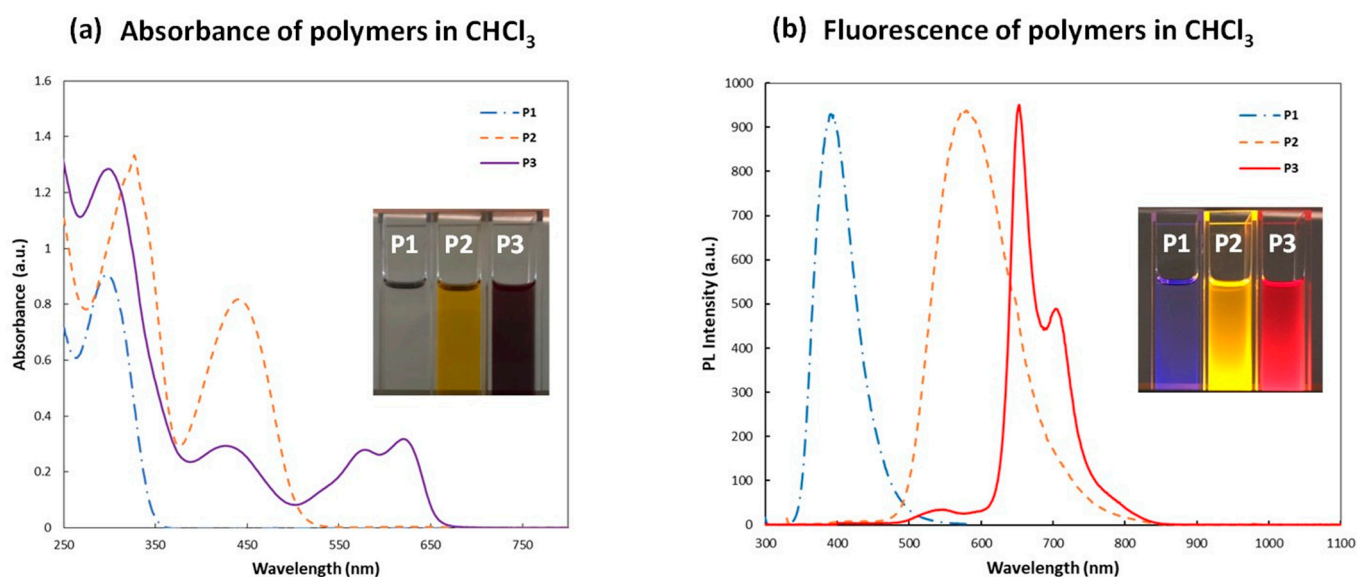 (a) Absorbance of polymers in CHCl₃
1.6
1.4
1.2
1
0.8
0.6
0.4
0.2
0
Absorbance (a.u.)
P1
P2
P3
P1 P2 P3
250 350 450 550 650 750
Wavelength (nm)
(b) Fluorescence of polymers in CHCl₃
1000
900
800
700
600
500
400
300
200
100
0
PL Intensity (a.u.)
P1
P2
P3
P1 P2 P3
300 400 500 600 700 800 900 1000 1100
Wavelength (nm)